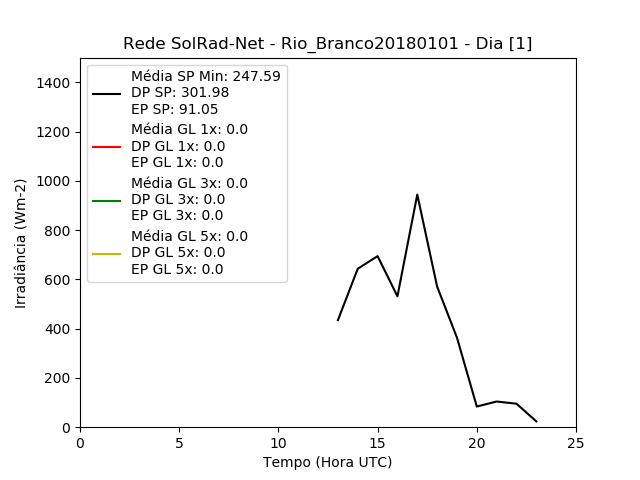 Rede SolRad-Net - Rio_Branco20180101 - Dia [1]
Média SP Min: 247.59
DP SP: 301.98
EP SP: 91.05
Média GL 1x: 0.0
DP GL 1x: 0.0
EP GL 1x: 0.0
Média GL 3x: 0.0
DP GL 3x: 0.0
EP GL 3x: 0.0
Média GL 5x: 0.0
DP GL 5x: 0.0
EP GL 5x: 0.0
Irradiância (Wm-2)
1400
1200
1000
800
600
400
200
0
0 5 10 15 20 25
Tempo (Hora UTC)